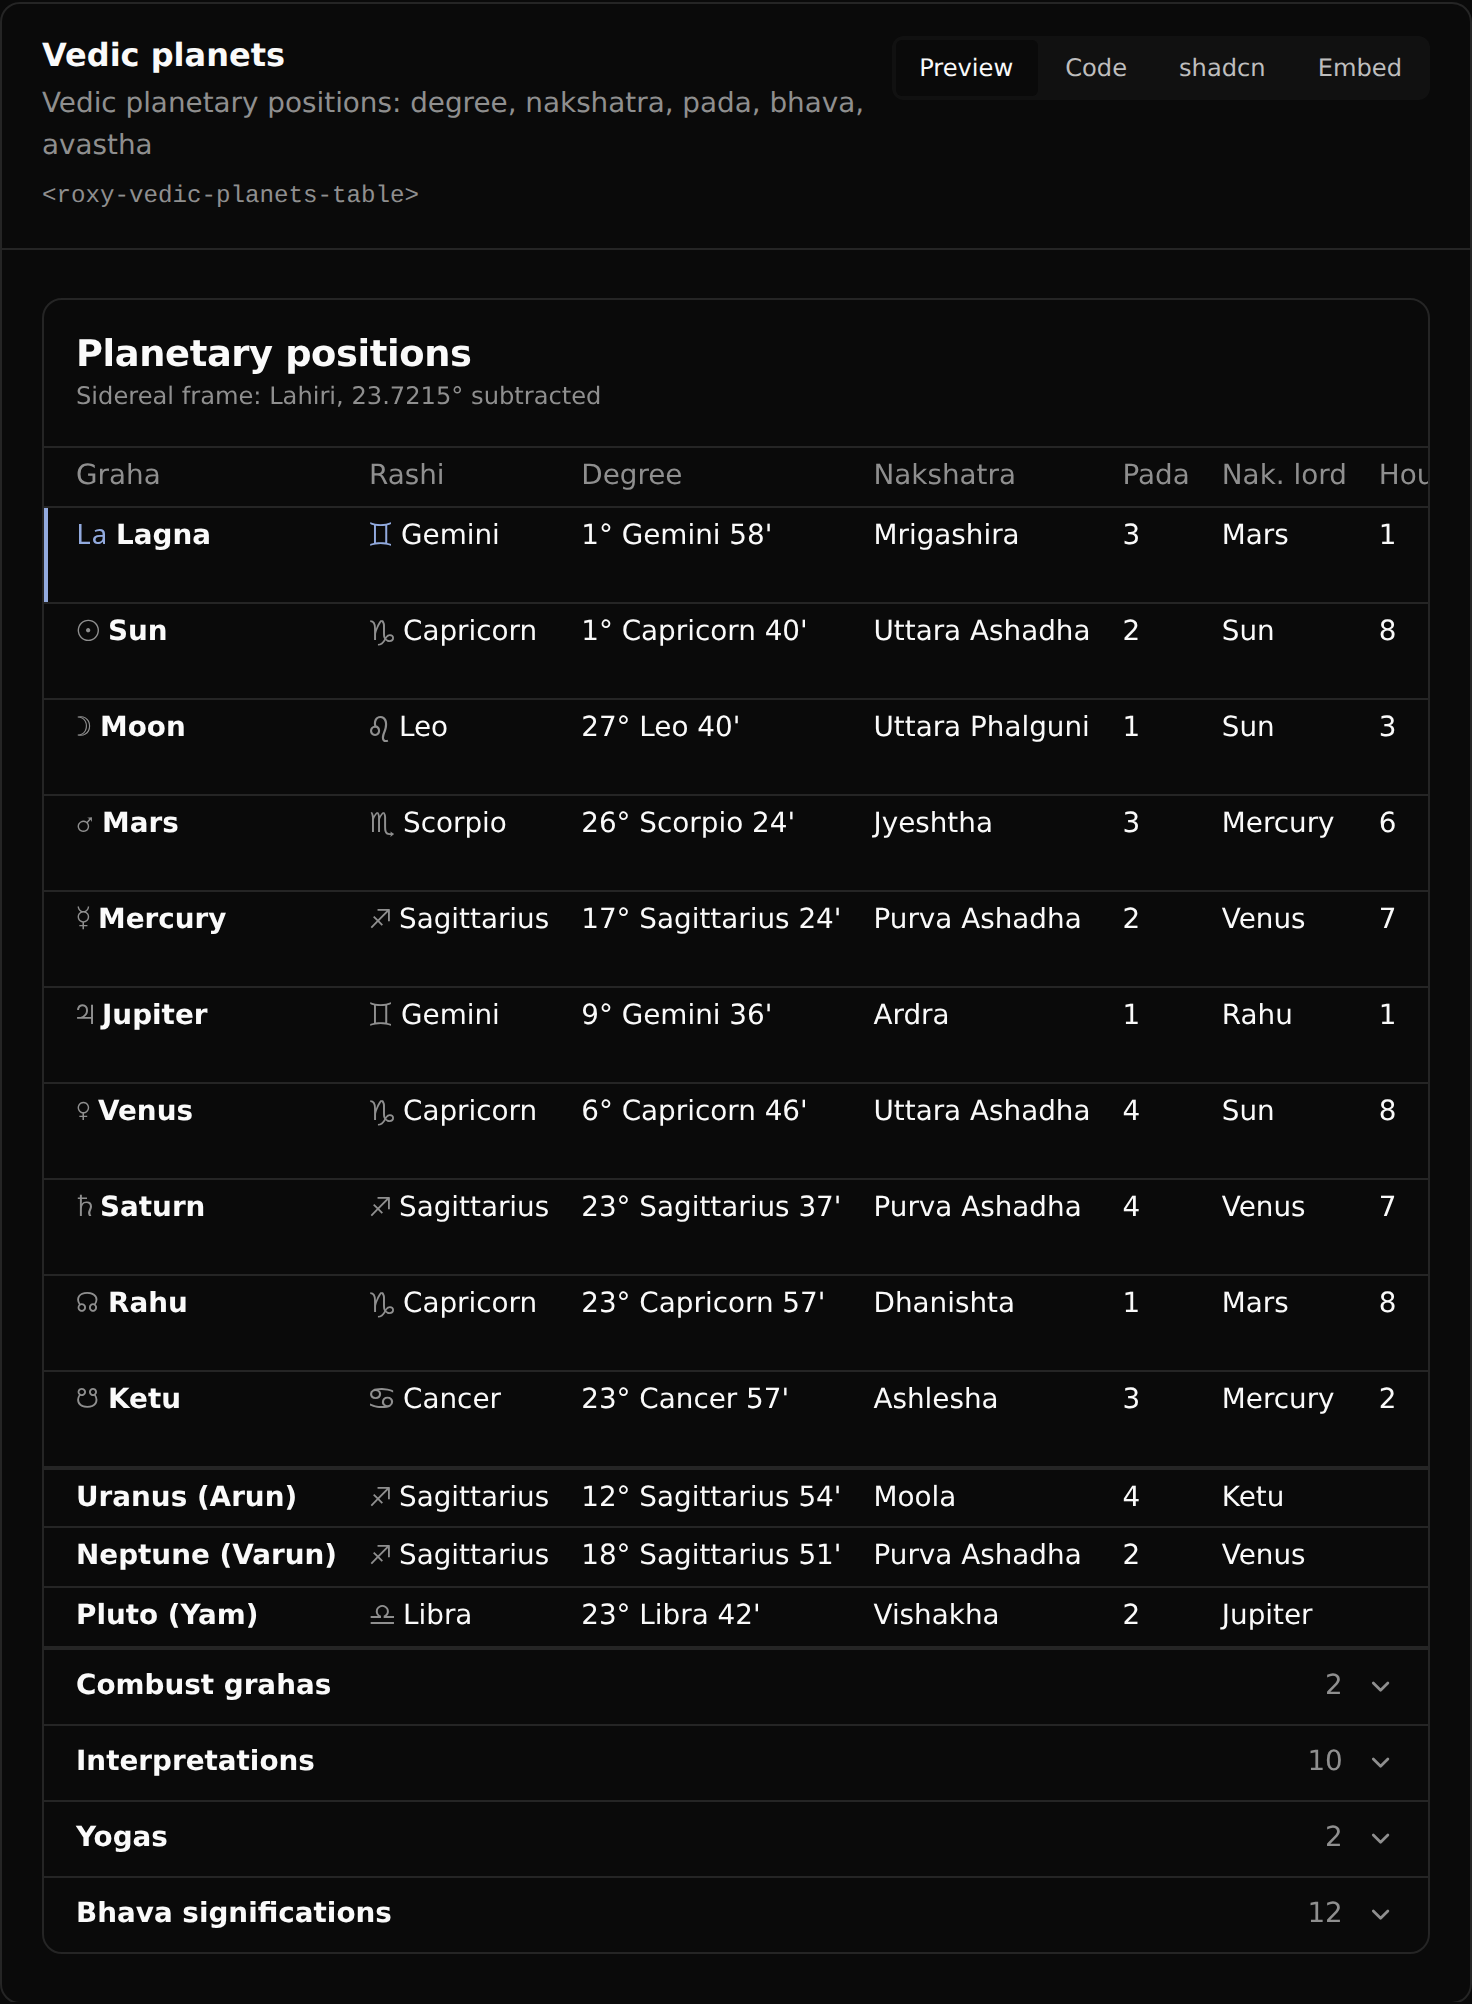 Vedic planets
Preview Code shadcn Embed
Vedic planetary positions: degree, nakshatra, pada, bhava,
avastha
<roxy-vedic-planets-table>
Planetary positions
Sidereal frame: Lahiri, 23.7215° subtracted
Graha Rashi Degree Nakshatra Pada Nak. lord Hou
La Lagna ♊ Gemini 1° Gemini 58' Mrigashira 3 Mars 1
☉ Sun ♑ Capricorn 1° Capricorn 40' Uttara Ashadha 2 Sun 8
☽ Moon ♌ Leo 27° Leo 40' Uttara Phalguni 1 Sun 3
♂ Mars ♏ Scorpio 26° Scorpio 24' Jyeshtha 3 Mercury 6
☿ Mercury ♐ Sagittarius 17° Sagittarius 24' Purva Ashadha 2 Venus 7
♃ Jupiter ♊ Gemini 9° Gemini 36' Ardra 1 Rahu 1
♀ Venus ♑ Capricorn 6° Capricorn 46' Uttara Ashadha 4 Sun 8
♄ Saturn ♐ Sagittarius 23° Sagittarius 37' Purva Ashadha 4 Venus 7
☊ Rahu ♑ Capricorn 23° Capricorn 57' Dhanishta 1 Mars 8
☋ Ketu ♋ Cancer 23° Cancer 57' Ashlesha 3 Mercury 2
Uranus (Arun) ♐ Sagittarius 12° Sagittarius 54' Moola 4 Ketu
Neptune (Varun) ♐ Sagittarius 18° Sagittarius 51' Purva Ashadha 2 Venus
Pluto (Yam) ♎ Libra 23° Libra 42' Vishakha 2 Jupiter
Combust grahas 2
Interpretations 10
Yogas 2
Bhava significations 12